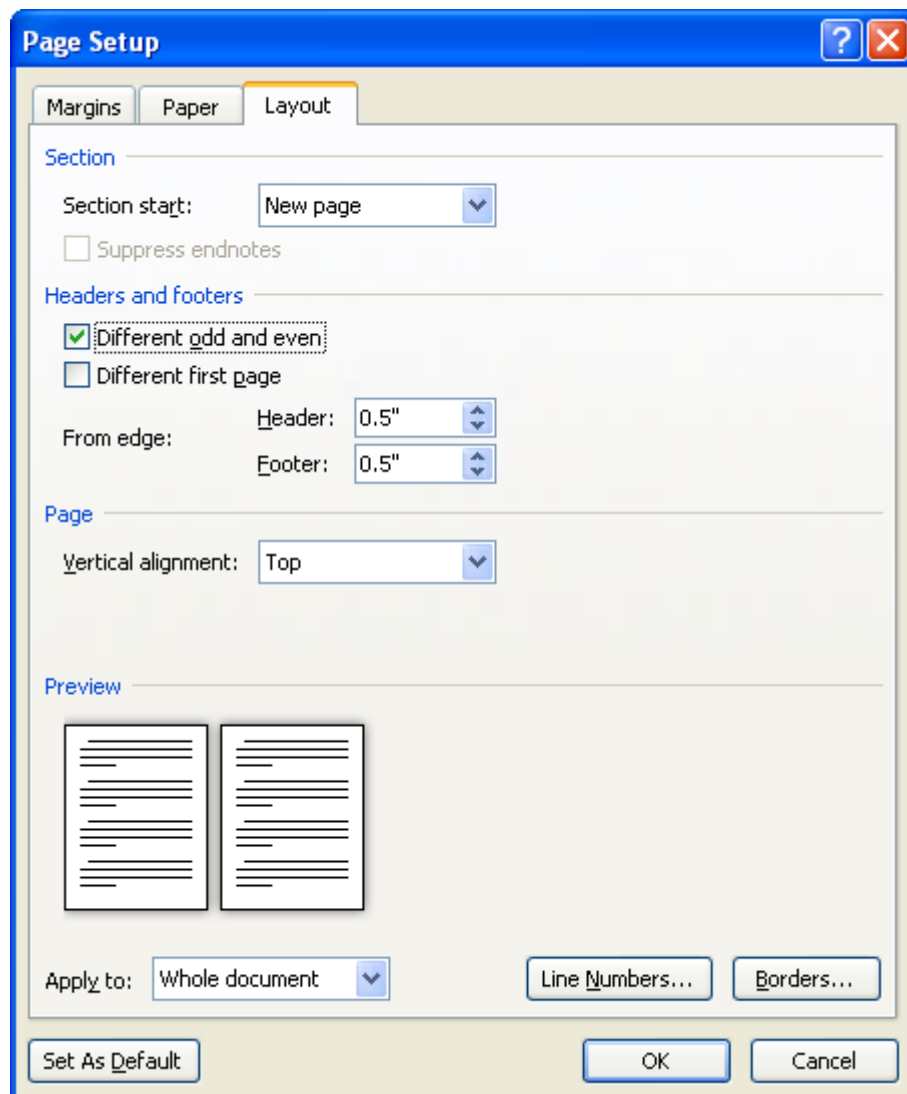 Page Setup
Margins Paper Layout
Section
Section start: New page
Suppress endnotes
Headers and footers
Different odd and even
Different first page
From edge:
Header: 0.5"
Footer: 0.5"
Page
Vertical alignment: Top
Preview
Apply to: Whole document Line Numbers... Borders...
Set As Default OK Cancel